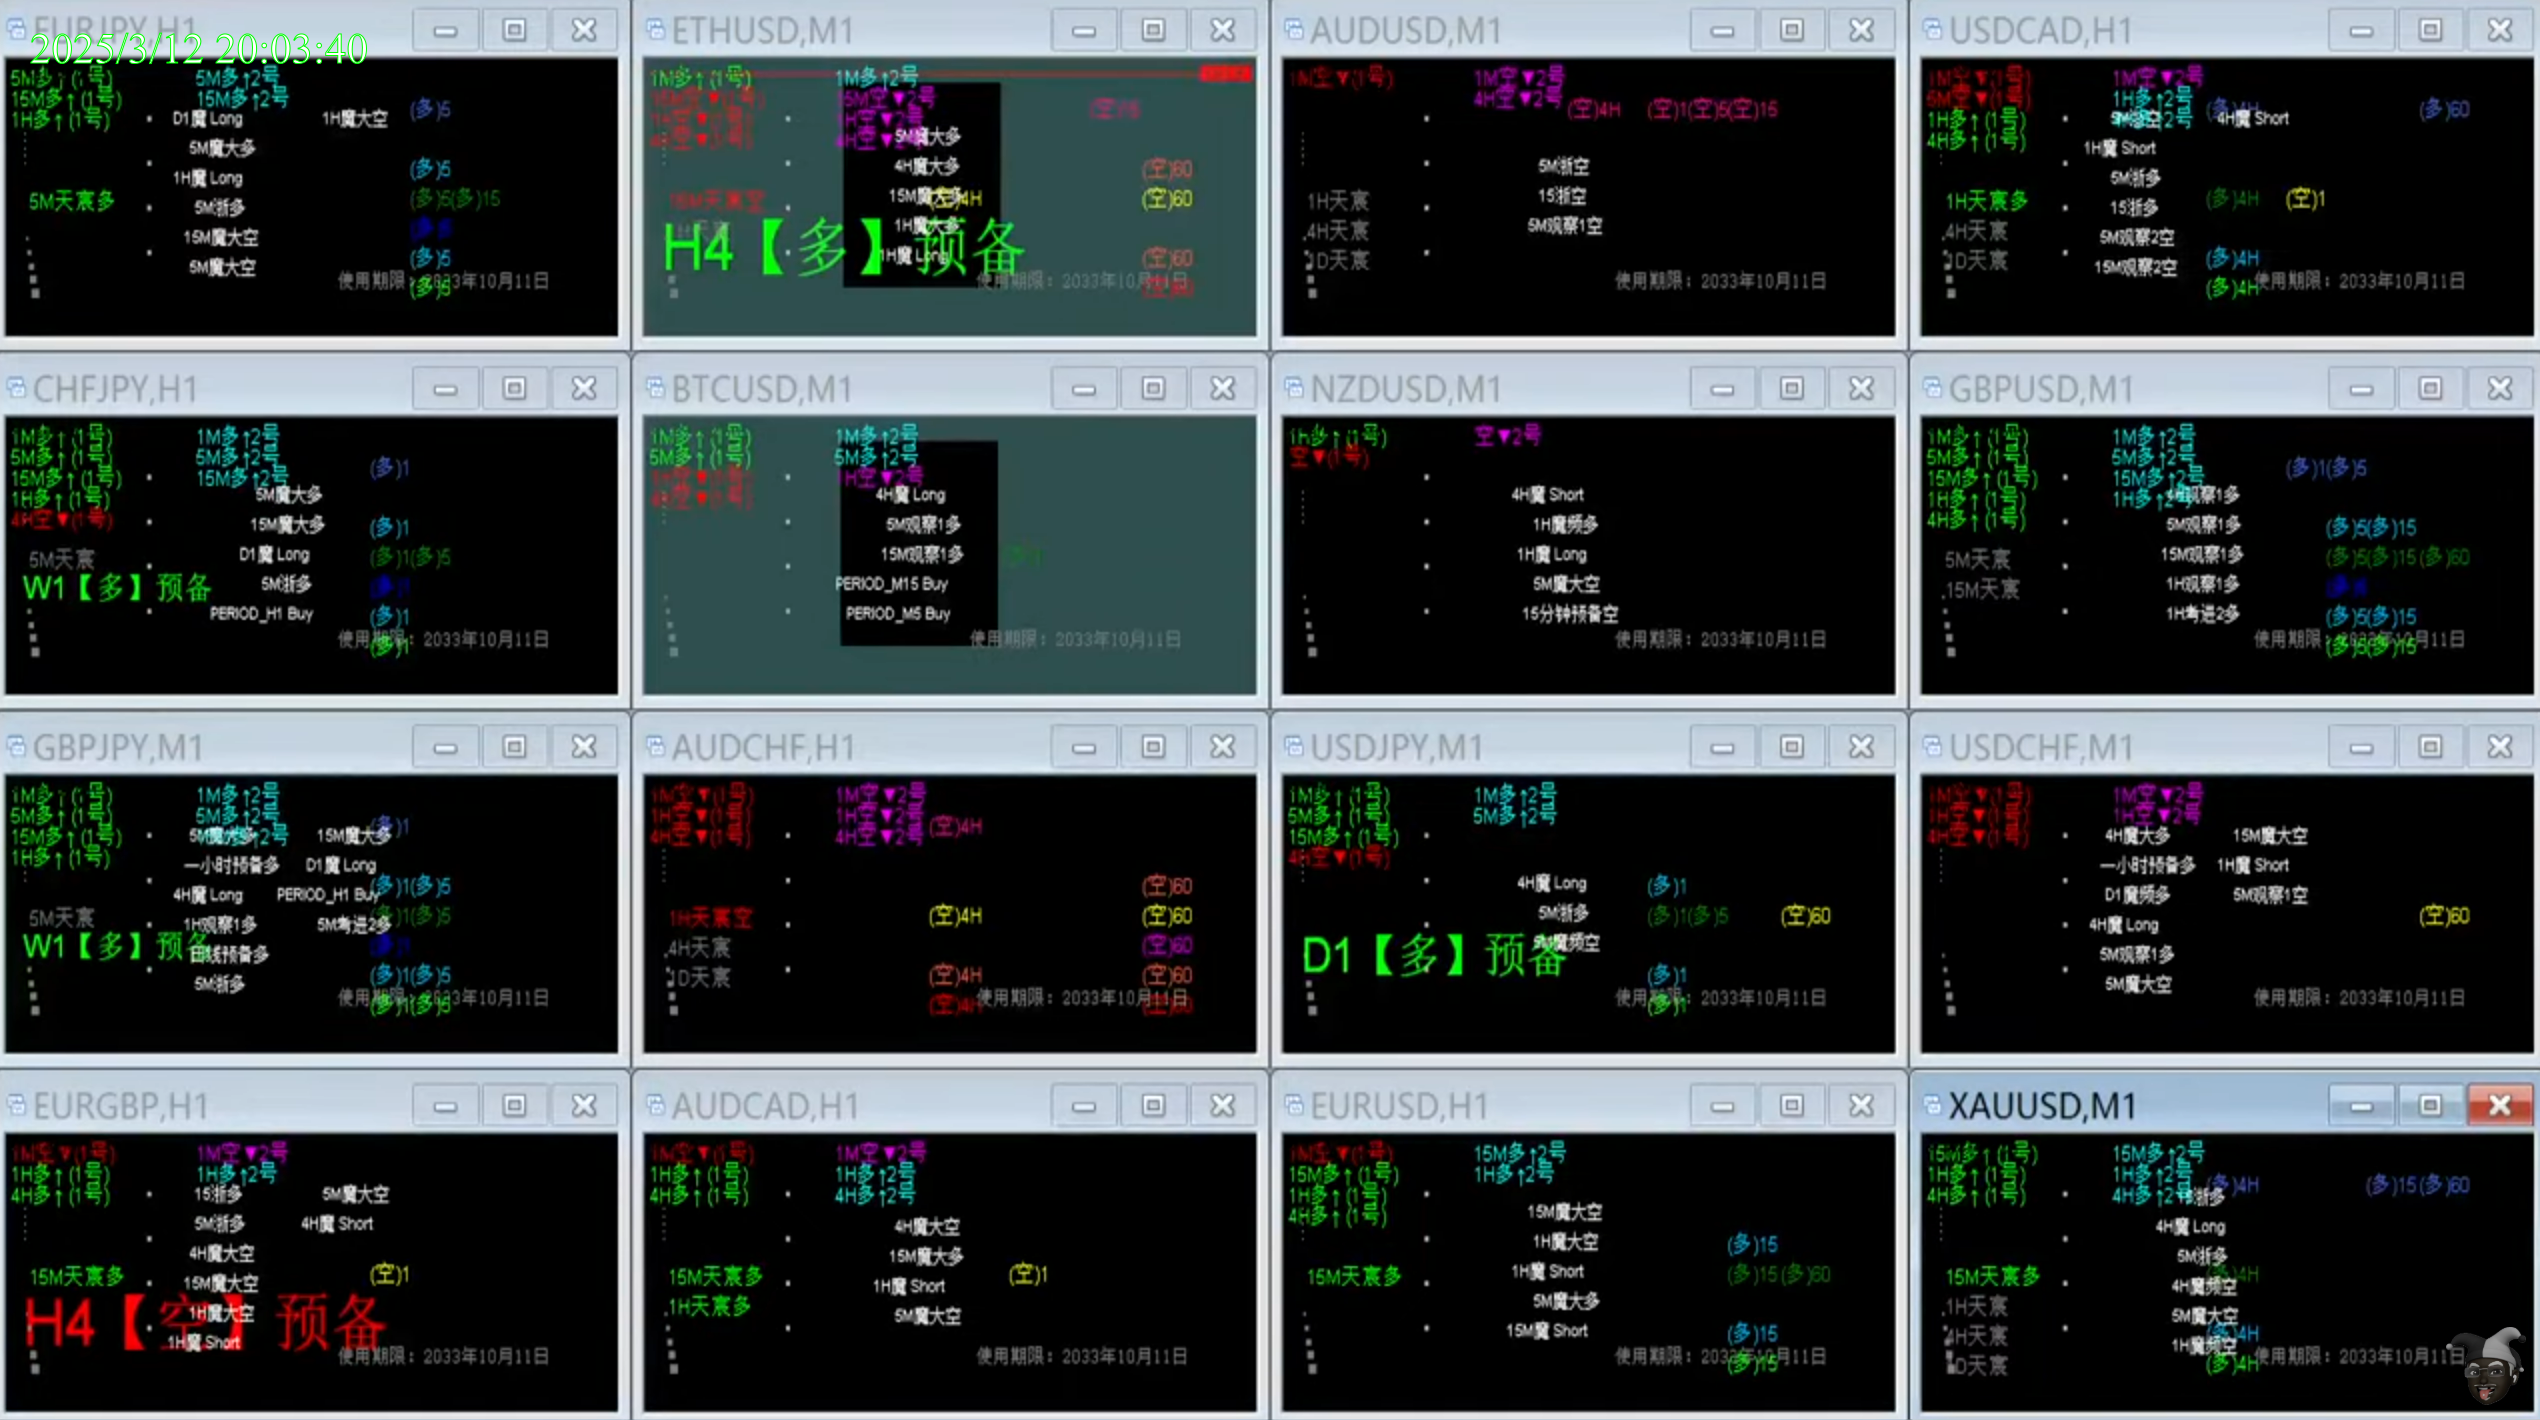 2025/3/12 20:03:40
EURJPY,H1
5M多↑(1号) 5M多↑2号
15M多↑(1号) 15M多↑2号
1H多↑(1号)
D1魔 Long 1H魔大空 (多)5
5M魔大多
1H魔 Long (多)5
5M天宸多 5M浙多 (多)5(多)15
15M魔大空
5M魔大空 (多)5
使用期限：2033年10月11日
(多)5
ETHUSD,M1
1M多↑(1号) 1M多↑2号
15M空▼2号
1H空▼2号
4H空▼2号
(空)15
5M魔大多
4H魔大多 (空)60
15M魔大多 (空)4H (空)60
1H魔大多
H4【多】预备
1H魔 Long (空)60
使用期限：2033年10月11日
AUDUSD,M1
1M空▼(1号) 1M空▼2号
4H空▼2号 (空)4H (空)1(空)5(空)15
5M浙空
1H天宸 15浙空
4H天宸 5M观察1空
1D天宸
使用期限：2033年10月11日
USDCAD,H1
1M空▼(1号) 1M空▼2号
5M空▼(1号) 1H多↑2号
1H多↑(1号) 4H魔 Short (多)60
4H多↑(1号) 1H魔 Short
5M浙多
1H天宸多 15浙多 (多)4H (空)1
4H天宸 5M观察2空
1D天宸 15M观察2空 (多)4H
(多)4H
使用期限：2033年10月11日
CHFJPY,H1
1M多↑(1号) 1M多↑2号
5M多↑(1号) 5M多↑2号
15M多↑(1号) 15M多↑2号 (多)1
1H多↑(1号) 5M魔大多
4H空▼(1号) 15M魔大多 (多)1
5M天宸 D1魔 Long (多)1(多)5
W1【多】预备 5M浙多
PERIOD_H1 Buy (多)1
使用期限：2033年10月11日
(多)1
BTCUSD,M1
1M多↑(1号) 1M多↑2号
5M多↑(1号) 5M多↑2号
1H空▼(1号) 1H空▼2号
4H空▼(1号) 4H魔 Long
5M观察1多
15M观察1多
PERIOD_M15 Buy
PERIOD_M5 Buy
使用期限：2033年10月11日
NZDUSD,M1
1H多↑(1号) 空▼2号
空▼(1号)
4H魔 Short
1H魔频多
1H魔 Long
5M魔大空
15分钟预备空
使用期限：2033年10月11日
GBPUSD,M1
1M多↑(1号) 1M多↑2号
5M多↑(1号) 5M多↑2号
15M多↑(1号) 15M多↑2号 (多)1(多)5
1H多↑(1号) 1H多↑2号 4H观察1多
4H多↑(1号) 5M观察1多 (多)5(多)15
5M天宸 15M观察1多 (多)5(多)15(多)60
15M天宸 1H观察1多
1H考进2多 (多)5(多)15
使用期限：2033年10月11日
(多)5(多)15
GBPJPY,M1
1M多↑(1号) 1M多↑2号
5M多↑(1号) 5M多↑2号
15M多↑(1号) 5M魔大多 15M魔大多 (多)1
1H多↑(1号) 一小时预备多 D1魔 Long
4H魔 Long PERIOD_H1 Buy (多)1(多)5
5M天宸 1H观察1多 5M考进2多 (多)1(多)5
W1【多】预备 日线预备多
5M浙多 (多)1(多)5
使用期限：2033年10月11日
(多)1(多)5
AUDCHF,H1
1M空▼(1号) 1M空▼2号
1H空▼(1号) 1H空▼2号
4H空▼(1号) 4H空▼2号 (空)4H
(空)60
1H天宸空 (空)4H (空)60
4H天宸 (空)60
1D天宸 (空)4H (空)60
(空)4H (空)60
使用期限：2033年10月11日
USDJPY,M1
1M多↑(1号) 1M多↑2号
5M多↑(1号) 5M多↑2号
15M多↑(1号)
4H空▼(1号)
4H魔 Long (多)1
5M浙多 (多)1(多)5 (空)60
D1【多】预备 5M魔频空
(多)1
使用期限：2033年10月11日
(多)1
USDCHF,M1
1M空▼(1号) 1M空▼2号
1H空▼(1号) 1H空▼2号
4H空▼(1号) 4H魔大多 15M魔大空
一小时预备多 1H魔 Short
D1魔频多 5M观察1空
4H魔 Long (空)60
5M观察1多
5M魔大空
使用期限：2033年10月11日
EURGBP,H1
1M空▼(1号) 1M空▼2号
1H多↑(1号) 1H多↑2号
4H多↑(1号) 15浙多 5M魔大空
5M浙多 4H魔 Short
4H魔大空
15M天宸多 15M魔大空 (空)1
H4【空】预备 1H魔大空
1H魔 Short
使用期限：2033年10月11日
AUDCAD,H1
1M空▼(1号) 1M空▼2号
1H多↑(1号) 1H多↑2号
4H多↑(1号) 4H多↑2号
4H魔大空
15M魔大多
15M天宸多 1H魔 Short (空)1
1H天宸多 5M魔大空
使用期限：2033年10月11日
EURUSD,H1
1M空▼(1号) 15M多↑2号
15M多↑(1号) 1H多↑2号
1H多↑(1号)
4H多↑(1号) 15M魔大空
1H魔大空 (多)15
15M天宸多 1H魔 Short (多)15(多)60
5M魔大多
15M魔 Short (多)15
使用期限：2033年10月11日
(多)15
XAUUSD,M1
15M多↑(1号) 15M多↑2号
1H多↑(1号) 1H多↑2号 (多)4H (多)15(多)60
4H多↑(1号) 4H多↑2号
4H魔 Long
5M浙多
15M天宸多 4H魔频空
1H天宸 5M魔大空
4H天宸 1H魔频空
(多)4H
使用期限：2033年10月11日